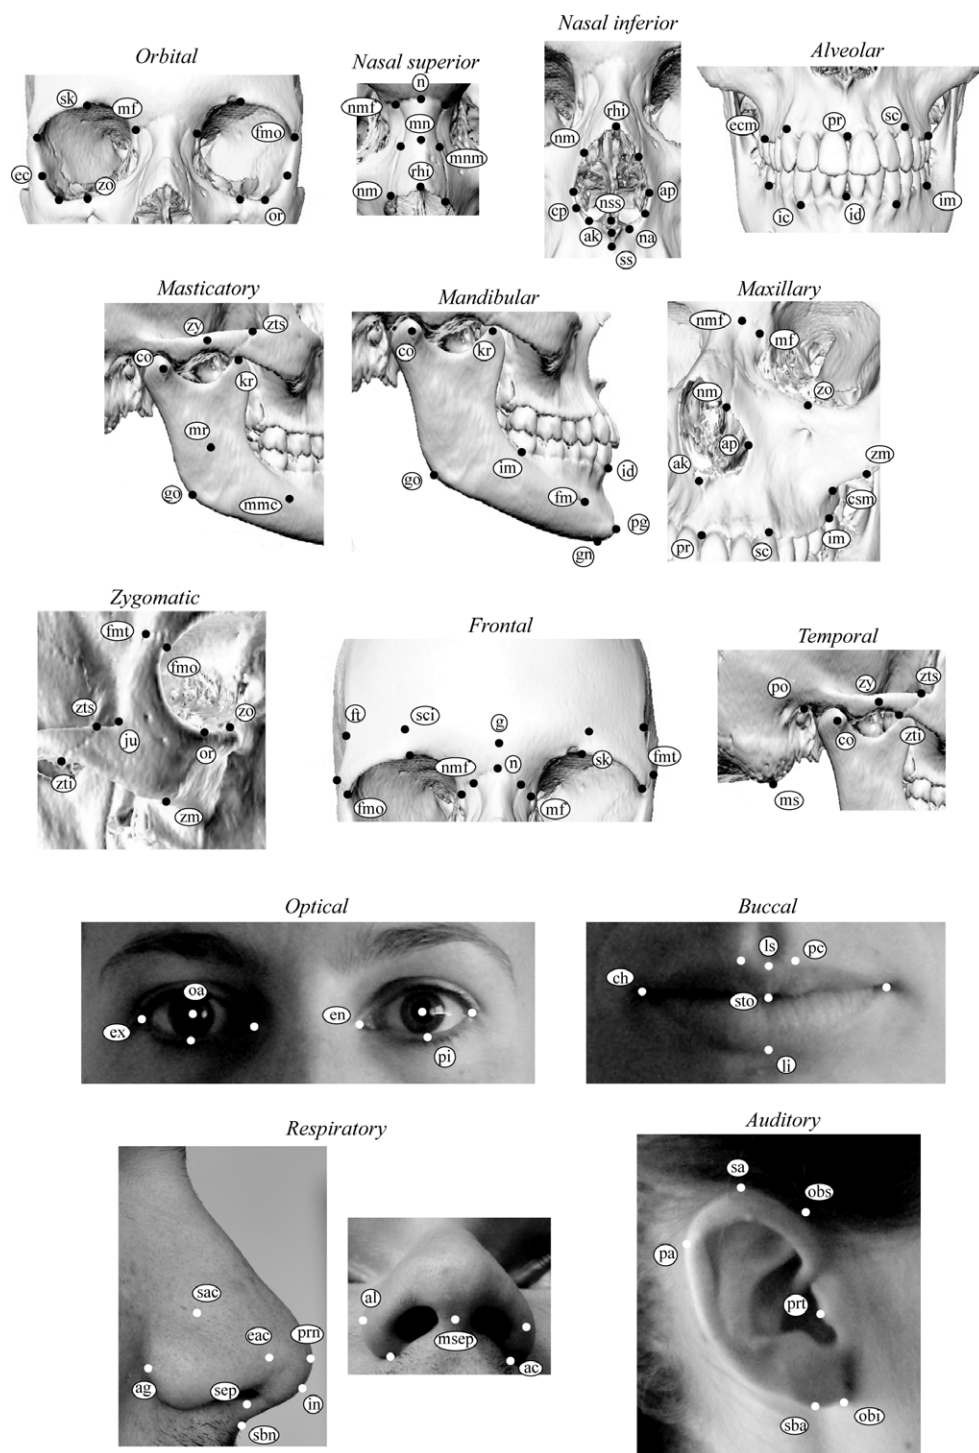 Orbital
sk
mf
fmo
ec
zo
or
Nasal superior
n
nmf
mn
mnm
rhi
nm
Nasal inferior
rhi
nm
nss
ap
cp
ak
na
ss
Alveolar
ecm
pr
sc
ic
id
im
Masticatory
zy
zts
co
kr
mr
go
mmc
Mandibular
co
kr
im
id
go
fm
pg
gn
Maxillary
nmf
mf
nm
zo
ap
ak
zm
csm
im
pr
sc
Zygomatic
fmt
fmo
zts
zo
ju
or
zti
zm
Frontal
ft
sci
g
n
nmf
sk
fmt
fmo
mf
Temporal
po
zy
zts
co
zti
ms
Optical
oa
ex
en
pi
Buccal
ls
pc
ch
sto
li
Respiratory
sac
eac
prn
ag
sep
in
sbn
al
msep
ac
Auditory
sa
obs
pa
prt
sba
obi